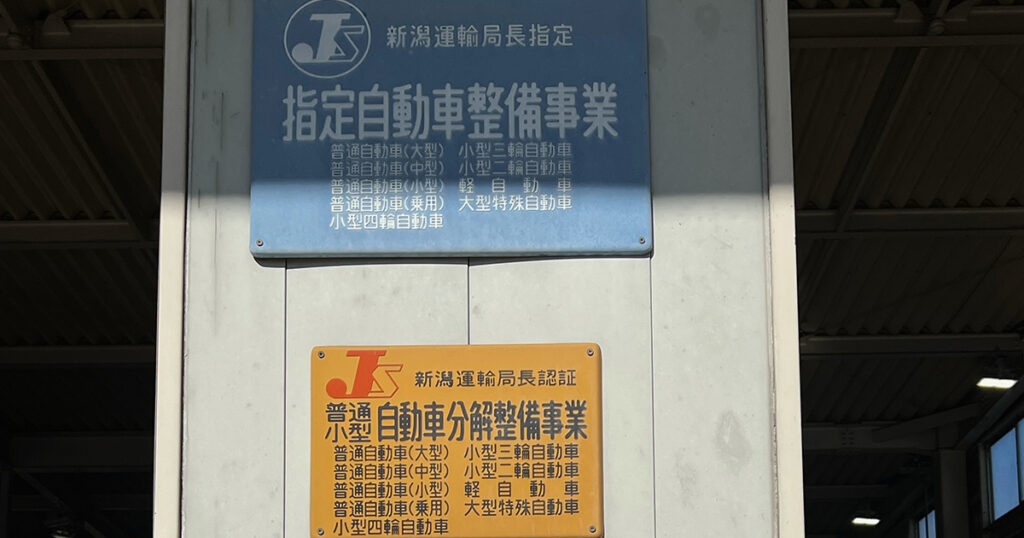 JS 新潟運輸局長指定
指定自動車整備事業
普通自動車(大型) 小型三輪自動車
普通自動車(中型) 小型二輪自動車
普通自動車(小型) 軽自動車
普通自動車(乗用) 大型特殊自動車
小型四輪自動車
JS 新潟運輸局長認証
普通小型 自動車分解整備事業
普通自動車(大型) 小型三輪自動車
普通自動車(中型) 小型二輪自動車
普通自動車(小型) 軽自動車
普通自動車(乗用) 大型特殊自動車
小型四輪自動車